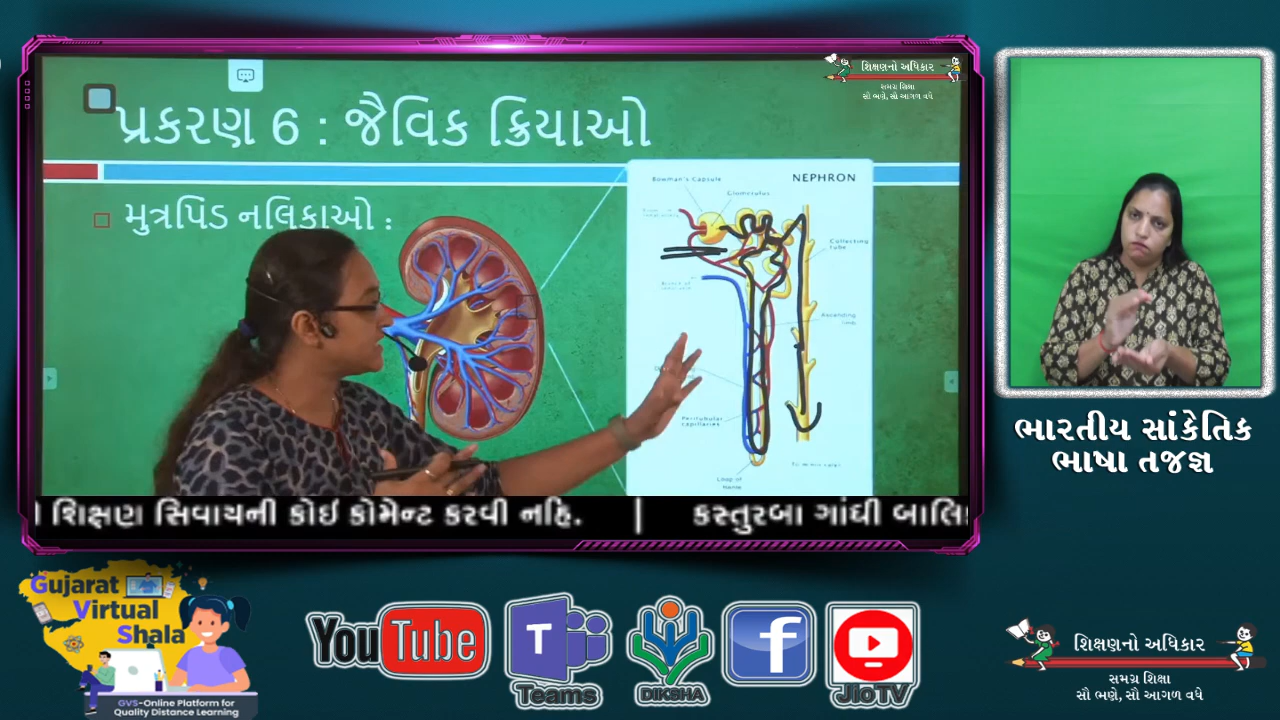 શિક્ષણનો અધિકાર
સમગ્ર શિક્ષા
સૌ ભણે, સૌ આગળ વધે
પ્રકરણ 6 : જૈવિક ક્રિયાઓ
મુત્રપિંડ નલિકાઓ :
NEPHRON
Bowman's Capsule
Glomerulus
Collecting
tube
Ascending
limb
Peritubular
capillaries
Loop of
Henle
શિક્ષણ સિવાયની કોઈ કોમેન્ટ કરવી નહિ. | કસ્તુરબા ગાંધી
ભારતીય સાંકેતિક
ભાષા તજજ્ઞ
Gujarat
Virtual
Shala
GVS-Online Platform for
Quality Distance Learning
YouTube
T
Teams
DIKSHA
f
JioTV
શિક્ષણનો અધિકાર
સમગ્ર શિક્ષા
સૌ ભણે, સૌ આગળ વધે